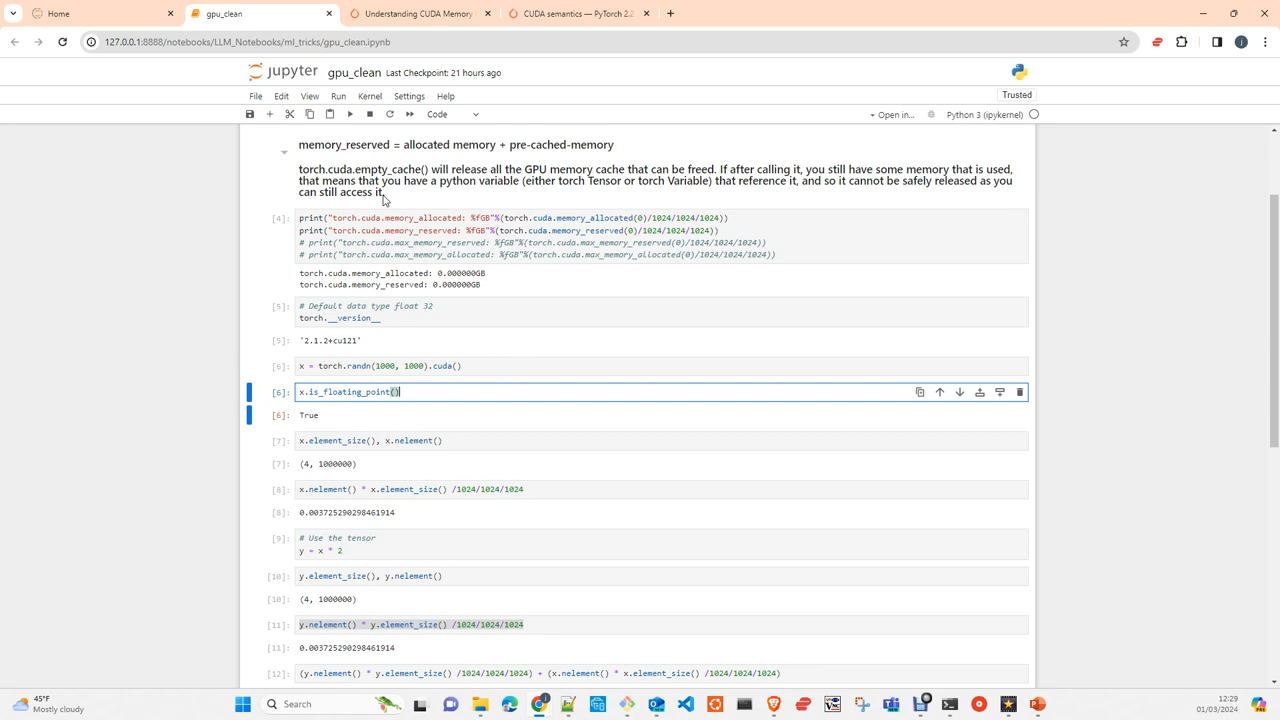 Home
gpu_clean
Understanding CUDA Memory
CUDA semantics — PyTorch 2.2
127.0.0.1:8888/notebooks/LLM_Notebooks/ml_tricks/gpu_clean.ipynb
jupyter gpu_clean Last Checkpoint: 21 hours ago
File Edit View Run Kernel Settings Help
Trusted
Code
Open in...
Python 3 (ipykernel)
memory_reserved = allocated memory + pre-cached-memory
torch.cuda.empty_cache() will release all the GPU memory cache that can be freed. If after calling it, you still have some memory that is used,
that means that you have a python variable (either torch Tensor or torch Variable) that reference it, and so it cannot be safely released as you
can still access it.
[4]: print("torch.cuda.memory_allocated: %fGB"%(torch.cuda.memory_allocated(0)/1024/1024/1024))
print("torch.cuda.memory_reserved: %fGB"%(torch.cuda.memory_reserved(0)/1024/1024/1024))
# print("torch.cuda.max_memory_reserved: %fGB"%(torch.cuda.max_memory_reserved(0)/1024/1024/1024))
# print("torch.cuda.max_memory_allocated: %fGB"%(torch.cuda.max_memory_allocated(0)/1024/1024/1024))
torch.cuda.memory_allocated: 0.000000GB
torch.cuda.memory_reserved: 0.000000GB
[5]: # Default data type float 32
torch.__version__
[5]: '2.1.2+cu121'
[6]: x = torch.randn(1000, 1000).cuda()
[6]: x.is_floating_point()
[6]: True
[7]: x.element_size(), x.nelement()
[7]: (4, 1000000)
[8]: x.nelement() * x.element_size() /1024/1024/1024
[8]: 0.003725290298461914
[9]: # Use the tensor
y = x * 2
[10]: y.element_size(), y.nelement()
[10]: (4, 1000000)
[11]: y.nelement() * y.element_size() /1024/1024/1024
[11]: 0.003725290298461914
[12]: (y.nelement() * y.element_size() /1024/1024/1024) + (x.nelement() * x.element_size() /1024/1024/1024)
45°F
Mostly cloudy
Search
12:29
01/03/2024